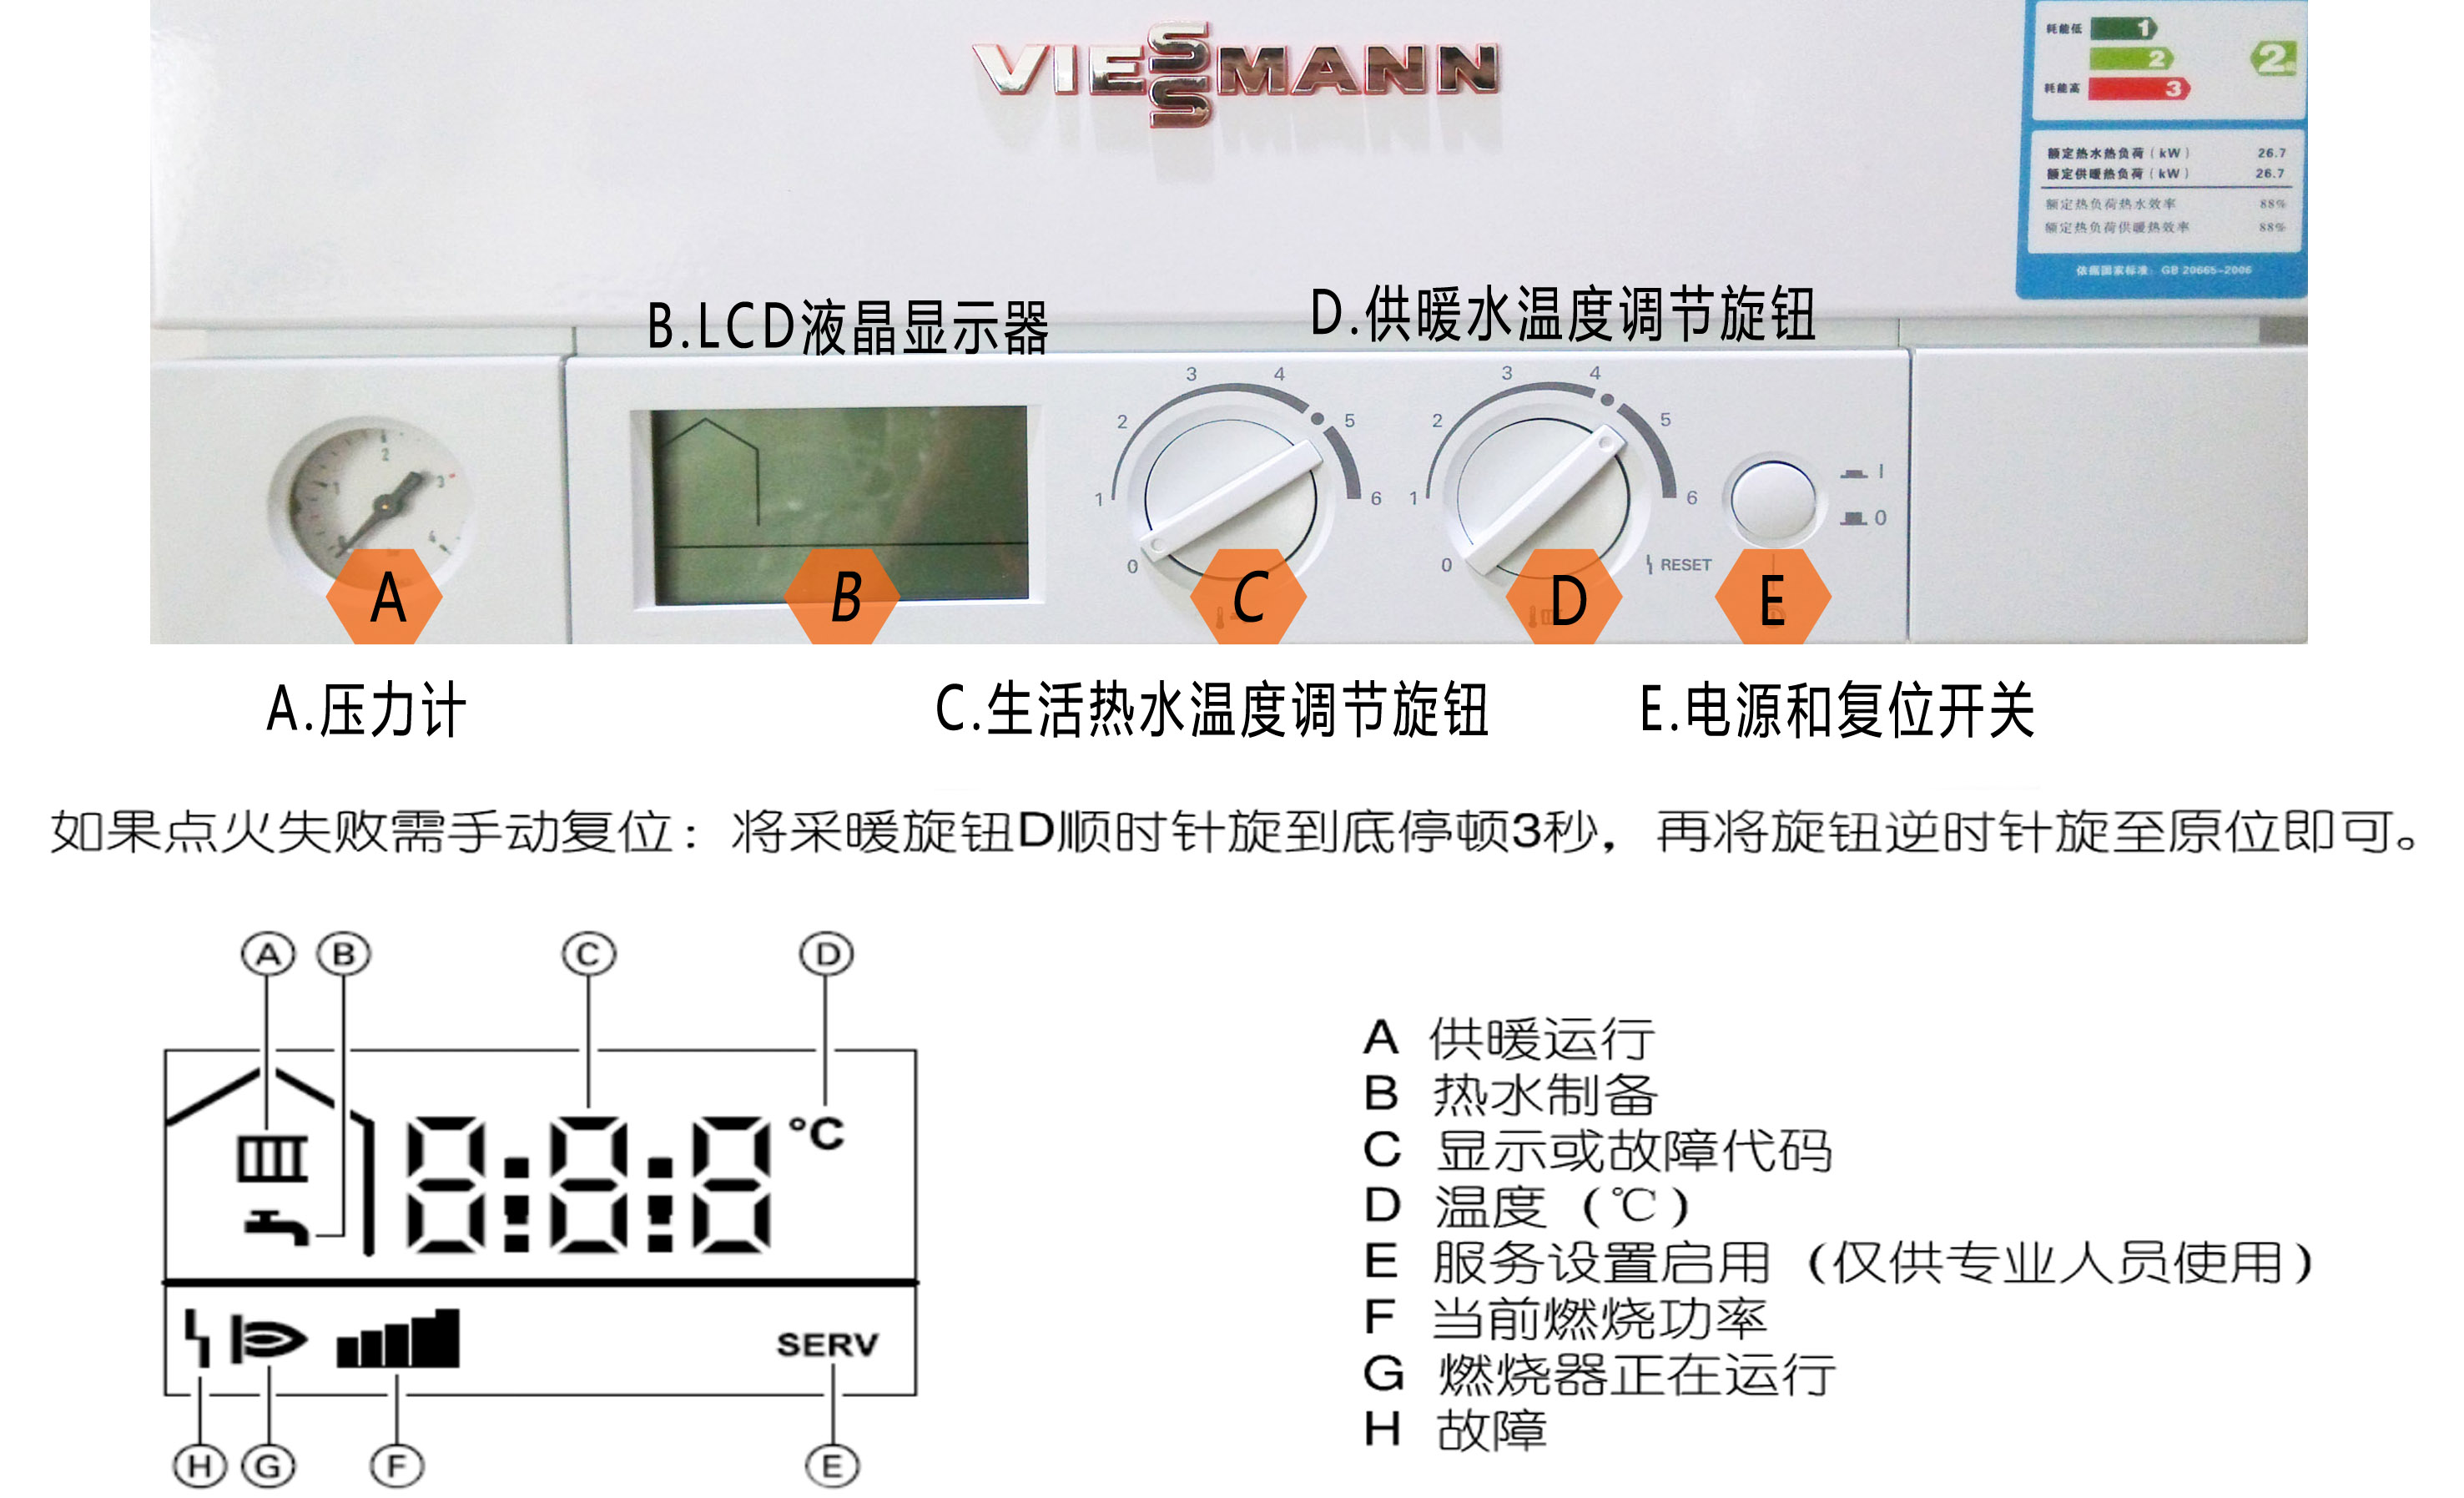 VIESSMANN
耗能低 1
2
耗能高 3
2
额定热水热负荷(kW) 26.7
额定供暖热负荷(kW) 26.7
额定热负荷热水效率 88%
额定热负荷供暖热效率 88%
依据国家标准: GB 20665-2006
B.LCD液晶显示器
D.供暖水温度调节旋钮
1 2 3 4
0 1 2 3 4 5 6
0 1 2 3 4 5 6
RESET
I
0
A
B
C
D
E
A.压力计
C.生活热水温度调节旋钮
E.电源和复位开关
如果点火失败需手动复位：将采暖旋钮D顺时针旋到底停顿3秒，再将旋钮逆时针旋至原位即可。
A B C D
8:8:8 °C
SERV
H G F E
A 供暖运行
B 热水制备
C 显示或故障代码
D 温度（℃）
E 服务设置启用（仅供专业人员使用）
F 当前燃烧功率
G 燃烧器正在运行
H 故障